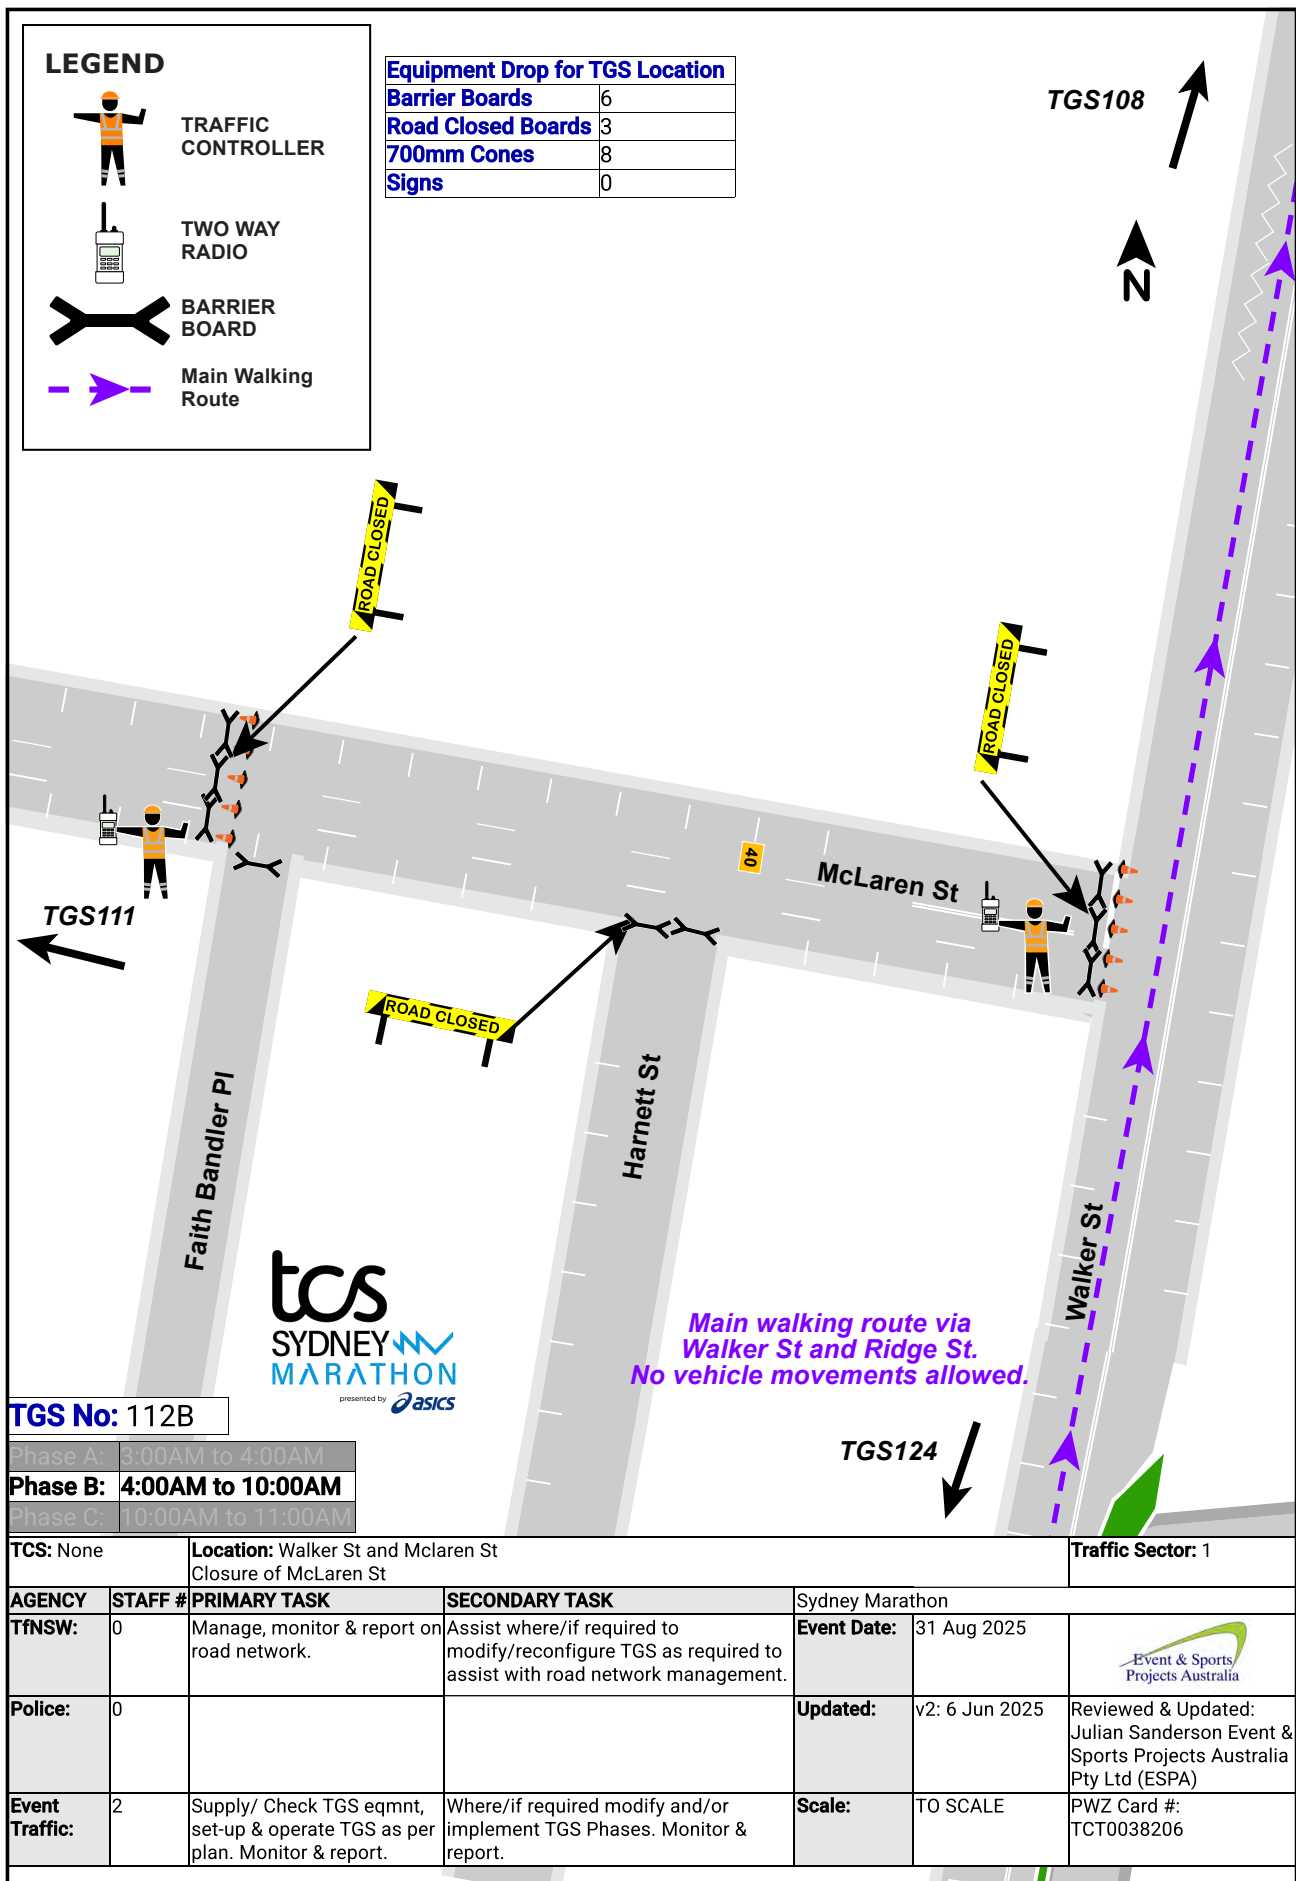 LEGEND
TRAFFIC
CONTROLLER
TWO WAY
RADIO
BARRIER
BOARD
Main Walking
Route
Equipment Drop for TGS Location
Barrier Boards 6
Road Closed Boards 3
700mm Cones 8
Signs 0
TGS108
N
ROAD CLOSED
ROAD CLOSED
40
McLaren St
TGS111
ROAD CLOSED
Harnett St
Faith Bandler Pl
Walker St
tcs
SYDNEY
MARATHON
presented by asics
Main walking route via
Walker St and Ridge St.
No vehicle movements allowed.
TGS124
TGS No: 112B
Phase A: 3:00AM to 4:00AM
Phase B: 4:00AM to 10:00AM
Phase C: 10:00AM to 11:00AM
TCS: None
Location: Walker St and Mclaren St
Closure of McLaren St
Traffic Sector: 1
AGENCY STAFF # PRIMARY TASK SECONDARY TASK
Sydney Marathon
TfNSW: 0
Manage, monitor & report on
road network.
Assist where/if required to
modify/reconfigure TGS as required to
assist with road network management.
Event Date: 31 Aug 2025
Event & Sports
Projects Australia
Police: 0
Updated: v2: 6 Jun 2025
Reviewed & Updated:
Julian Sanderson Event &
Sports Projects Australia
Pty Ltd (ESPA)
Event
Traffic:
2
Supply/ Check TGS eqmnt,
set-up & operate TGS as per
plan. Monitor & report.
Where/if required modify and/or
implement TGS Phases. Monitor &
report.
Scale: TO SCALE
PWZ Card #:
TCT0038206